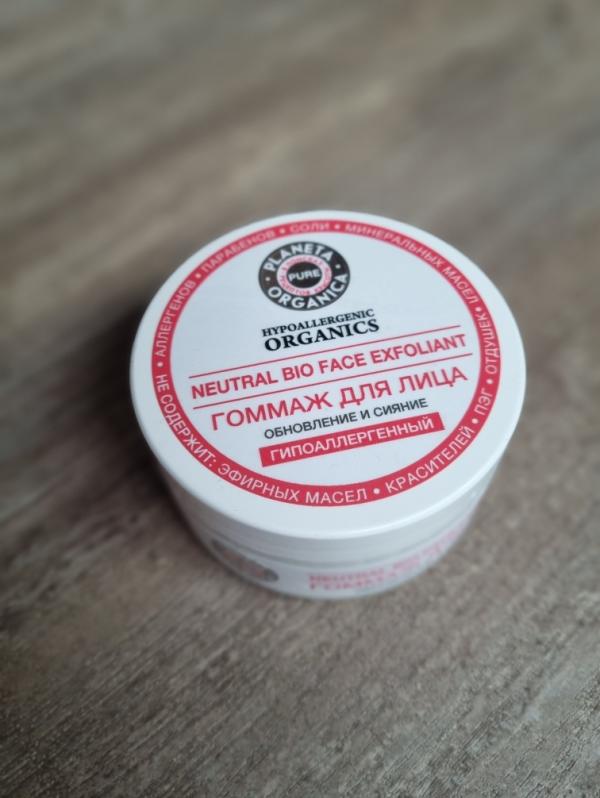 PLANETA
PURE
ORGANICA
HYPOALLERGENIC
ORGANICS
NEUTRAL BIO FACE EXFOLIANT
ГОММАЖ ДЛЯ ЛИЦА
ОБНОВЛЕНИЕ И СИЯНИЕ
ГИПОАЛЛЕРГЕННЫЙ
НЕ СОДЕРЖИТ: ЭФИРНЫХ МАСЕЛ • КРАСИТЕЛЕЙ • ПЭГ • ОТДУШЕК • МИНЕРАЛЬНЫХ МАСЕЛ • СОЛИ • ПАРАБЕНОВ • АЛЛЕРГЕНОВ •